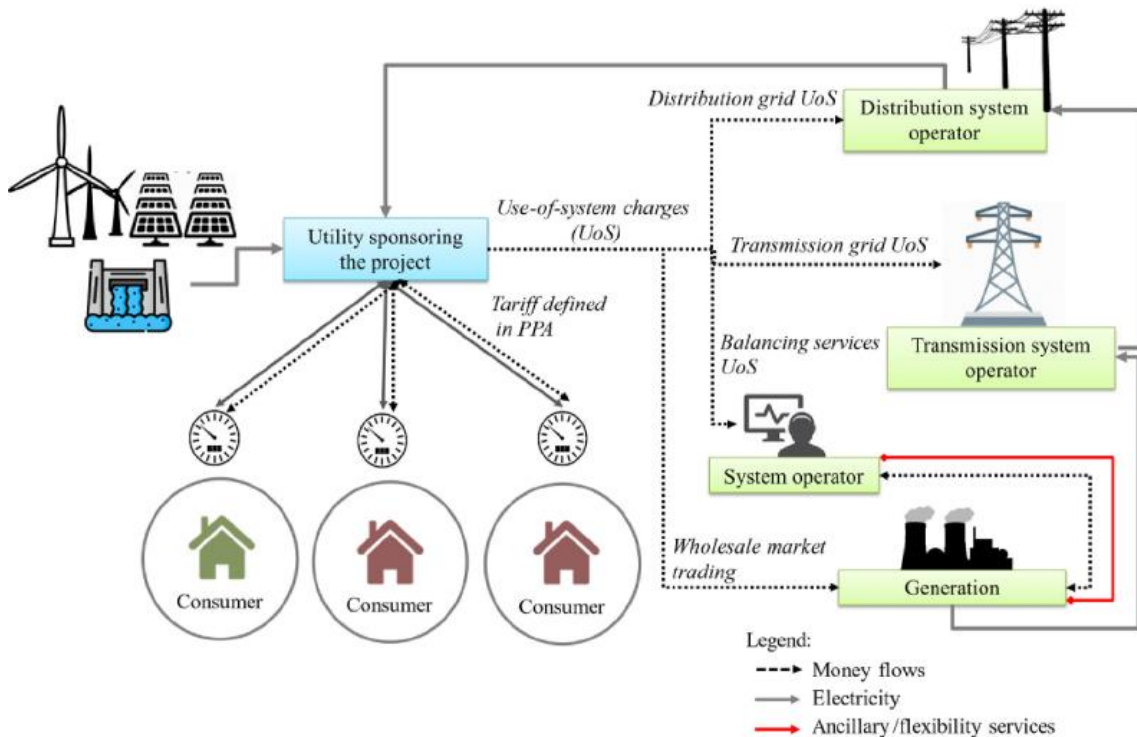 Distribution grid UoS
Distribution system
operator
Use-of-system charges
(UoS)
Utility sponsoring
the project
Transmission grid UoS
Tariff defined
in PPA
Balancing services
UoS
Transmission system
operator
System operator
Wholesale market
trading
Generation
Consumer
Consumer
Consumer
Legend:
Money flows
Electricity
Ancillary/flexibility services